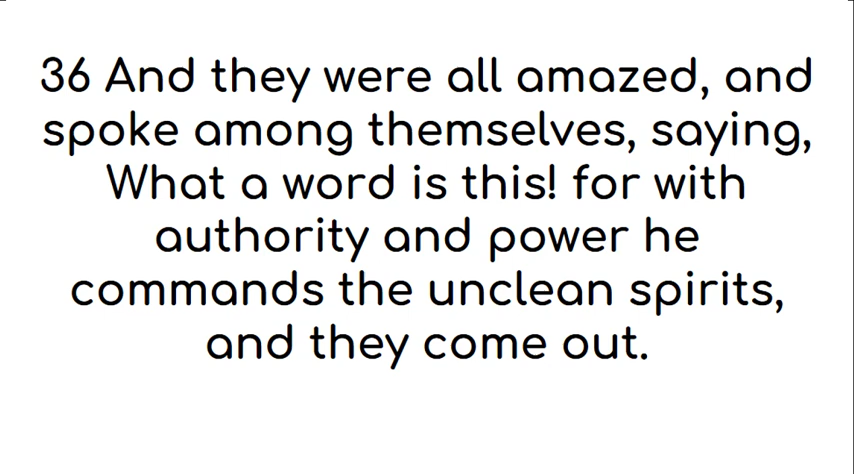 36 And they were all amazed, and
spoke among themselves, saying,
What a word is this! for with
authority and power he
commands the unclean spirits,
and they come out.